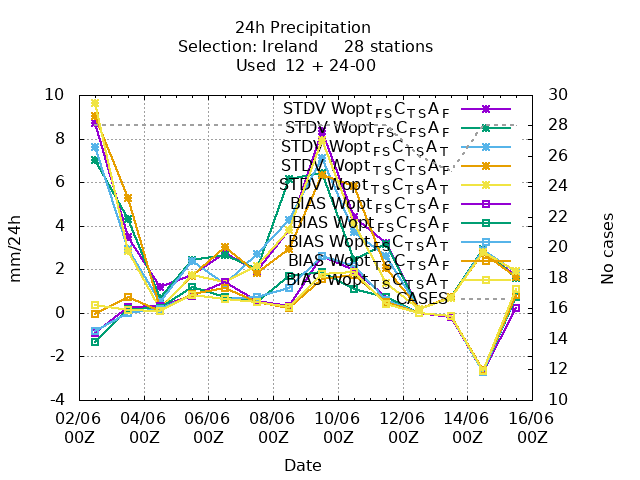 24h Precipitation
Selection: Ireland 28 stations
Used 12 + 24-00
STDV Wopt_FS C_TS A_F
STDV Wopt_FS C_FS A_F
STDV Wopt_FS C_TS A_T
STDV Wopt_TS C_TS A_F
STDV Wopt_TS C_TS A_T
BIAS Wopt_FS C_TS A_F
BIAS Wopt_FS C_FS A_F
BIAS Wopt_FS C_TS A_T
BIAS Wopt_TS C_TS A_F
BIAS Wopt_TS C_TS A_T
CASES
10
8
6
4
2
0
-2
-4
mm/24h
30
28
26
24
22
20
18
16
14
12
10
No cases
02/06 04/06 06/06 08/06 10/06 12/06 14/06 16/06
00Z 00Z 00Z 00Z 00Z 00Z 00Z 00Z
Date